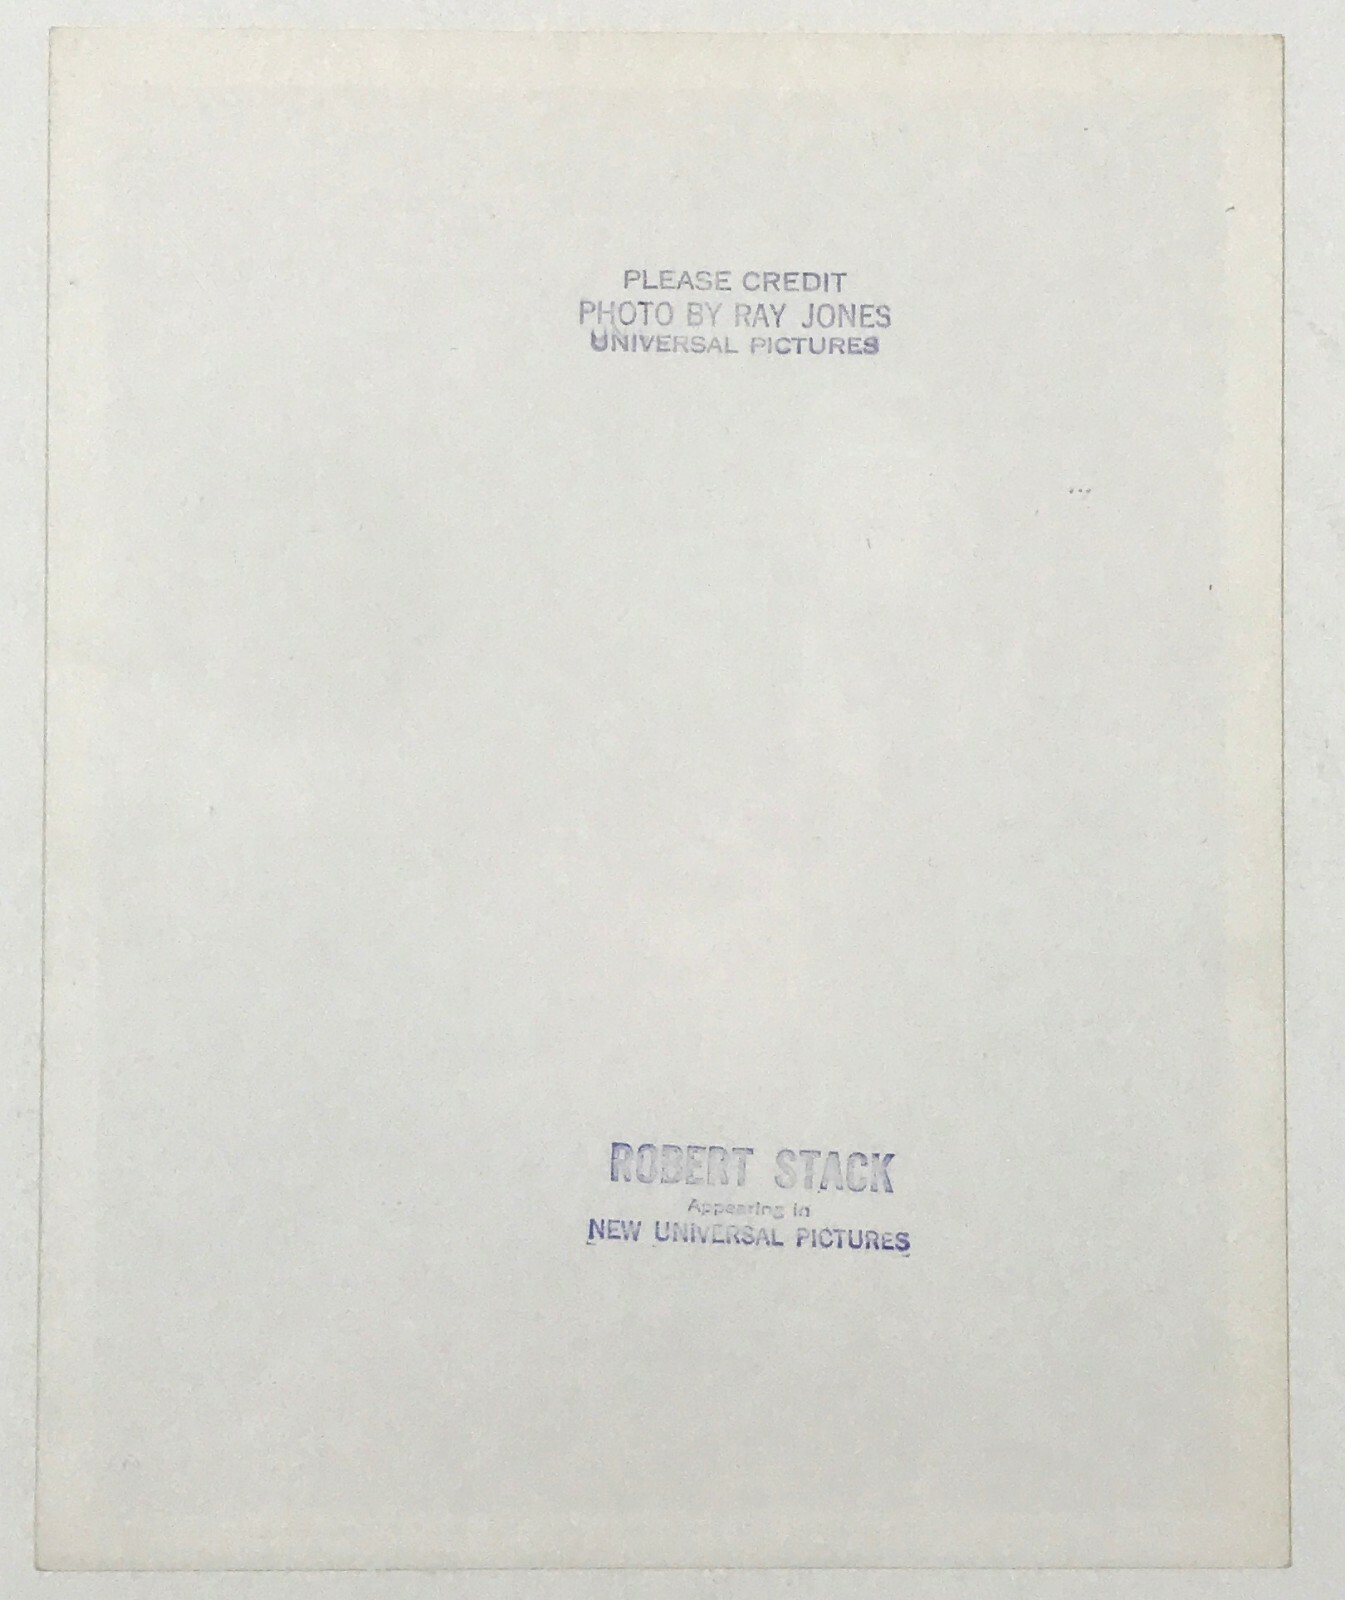 PLEASE CREDIT
PHOTO BY RAY JONES
UNIVERSAL PICTURES
ROBERT STACK
Appearing in
NEW UNIVERSAL PICTURES